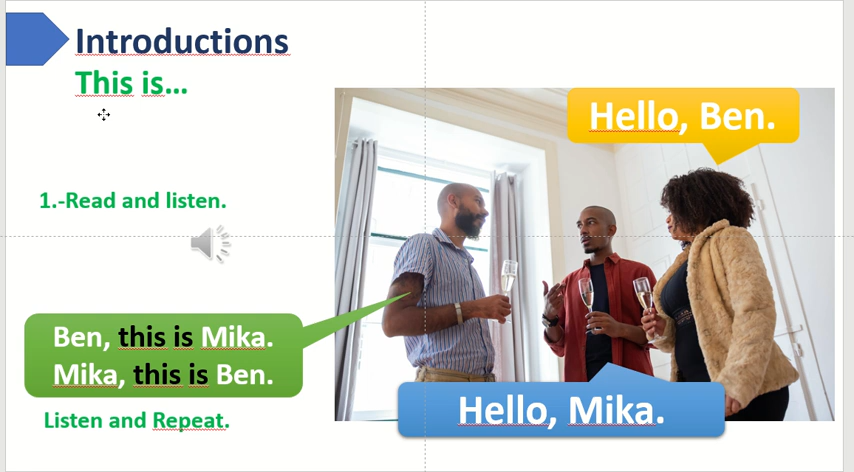 Introductions
This is...
Hello, Ben.
1.-Read and listen.
Ben, this is Mika.
Mika, this is Ben.
Hello, Mika.
Listen and Repeat.